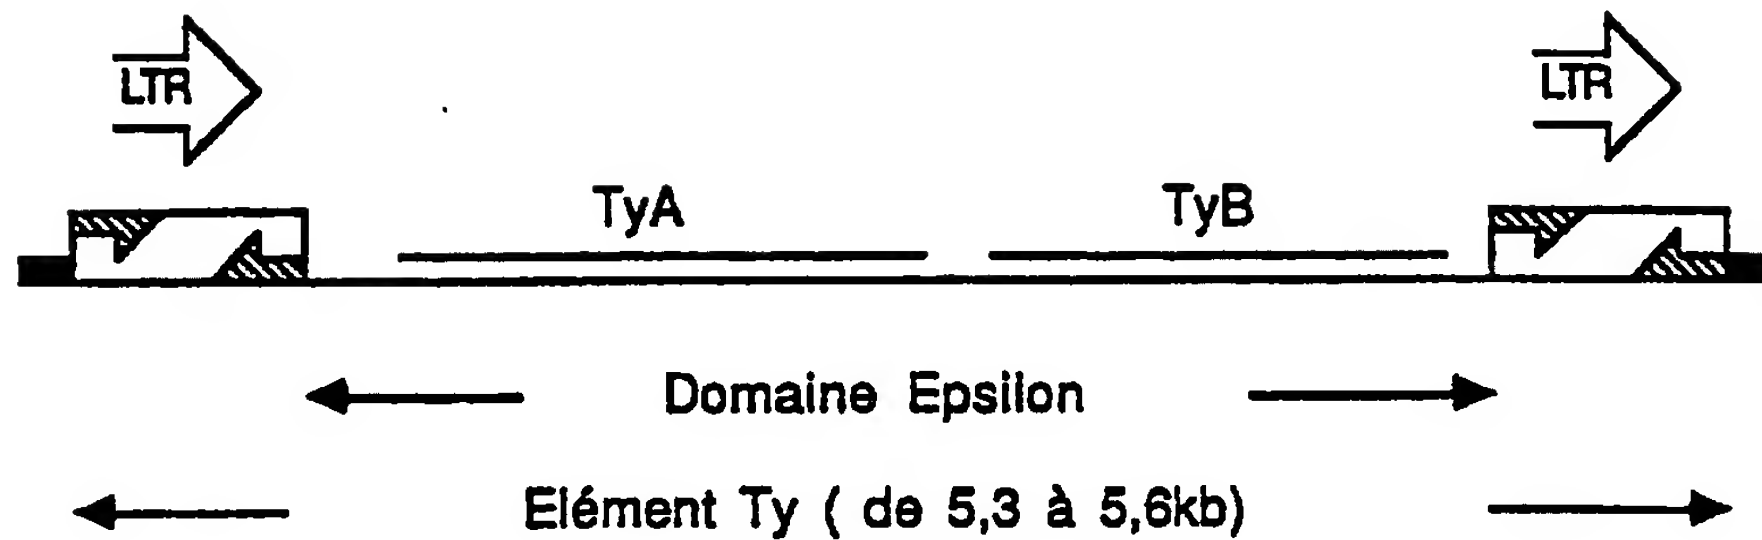 LTR LTR
TyA TyB
Domaine Epsilon
Elément Ty ( de 5,3 à 5,6kb)